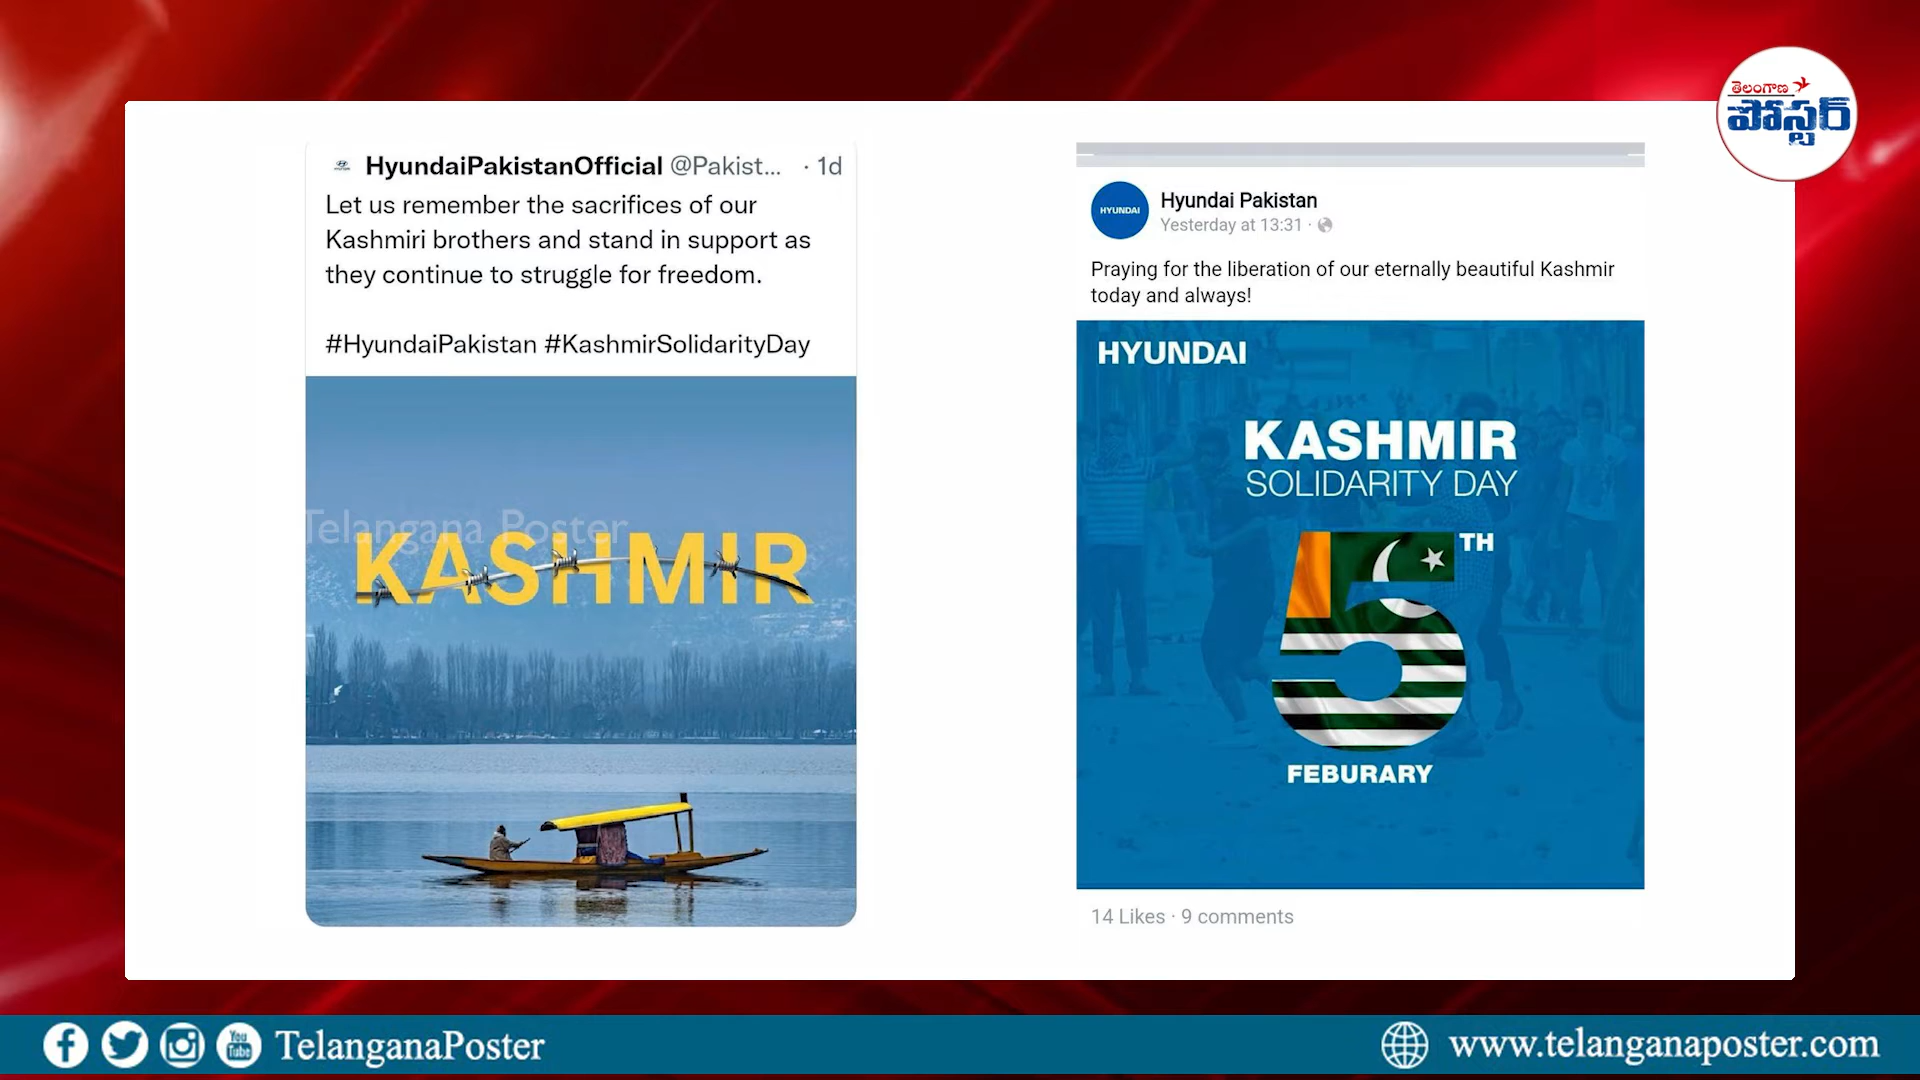 తెలంగాణ
పోస్టర్
HyundaiPakistanOfficial @Pakist... · 1d
Let us remember the sacrifices of our
Kashmiri brothers and stand in support as
they continue to struggle for freedom.
#HyundaiPakistan #KashmirSolidarityDay
Telangana Poster
KASHMIR
HYUNDAI
Hyundai Pakistan
Yesterday at 13:31 ·
Praying for the liberation of our eternally beautiful Kashmir
today and always!
HYUNDAI
KASHMIR
SOLIDARITY DAY
5TH
FEBURARY
14 Likes · 9 comments
You
Tube
TelanganaPoster
www.telanganaposter.com